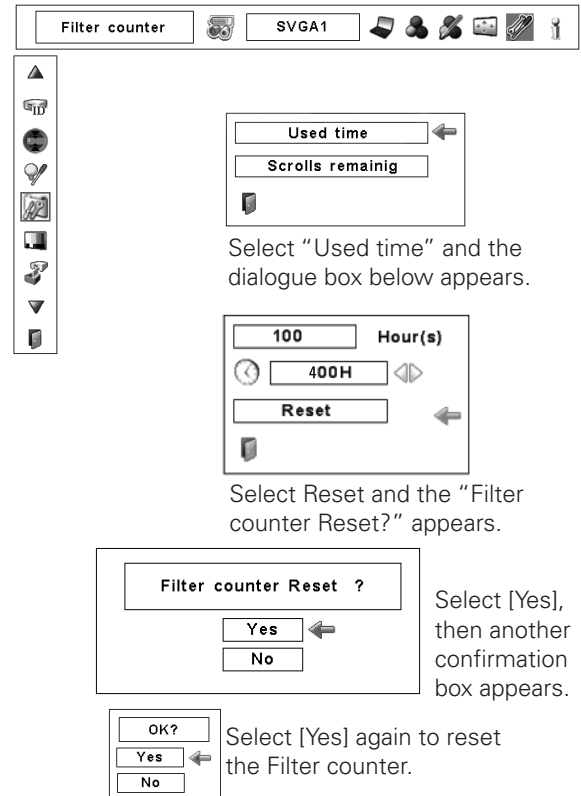 Filter counter
SVGA1
ID
Used time
Scrolls remainig
Select “Used time” and the
dialogue box below appears.
100 Hour(s)
400H
Reset
Select Reset and the “Filter
counter Reset?” appears.
Filter counter Reset ?
Yes
No
Select [Yes],
then another
confirmation
box appears.
OK?
Yes
No
Select [Yes] again to reset
the Filter counter.